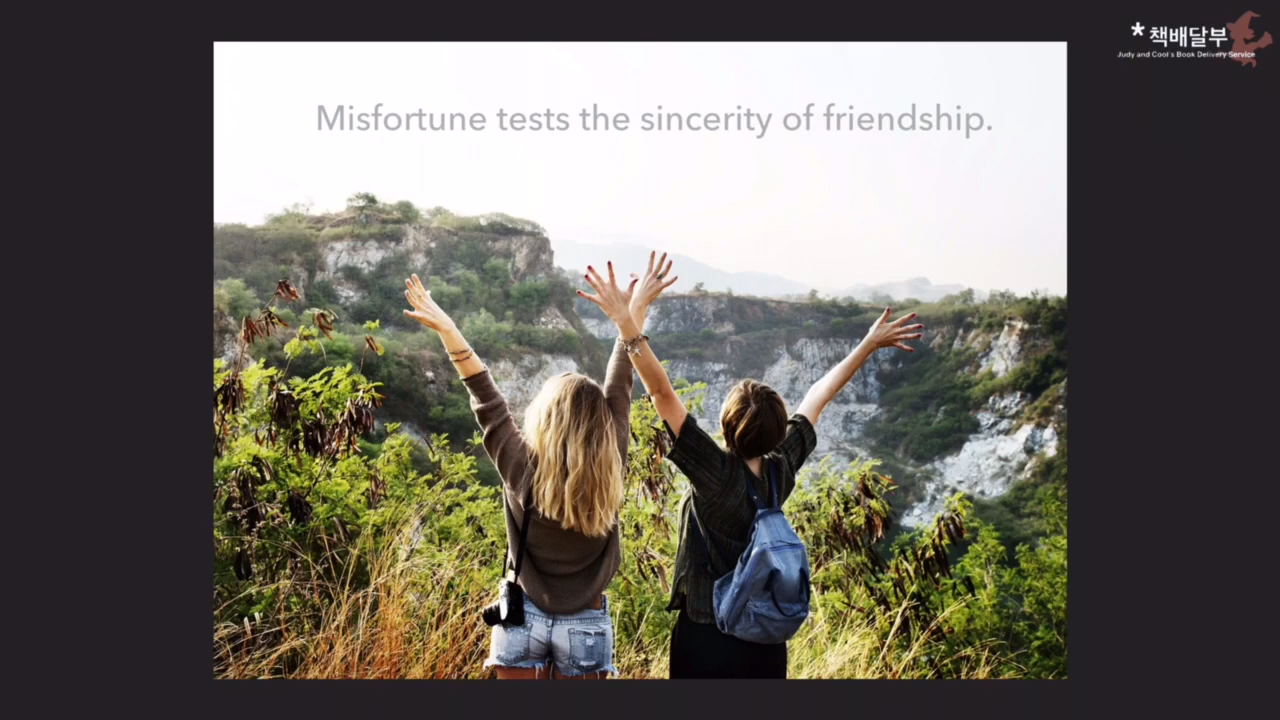 * 책배달부
Judy and Cool's Book Delivery Service
Misfortune tests the sincerity of friendship.